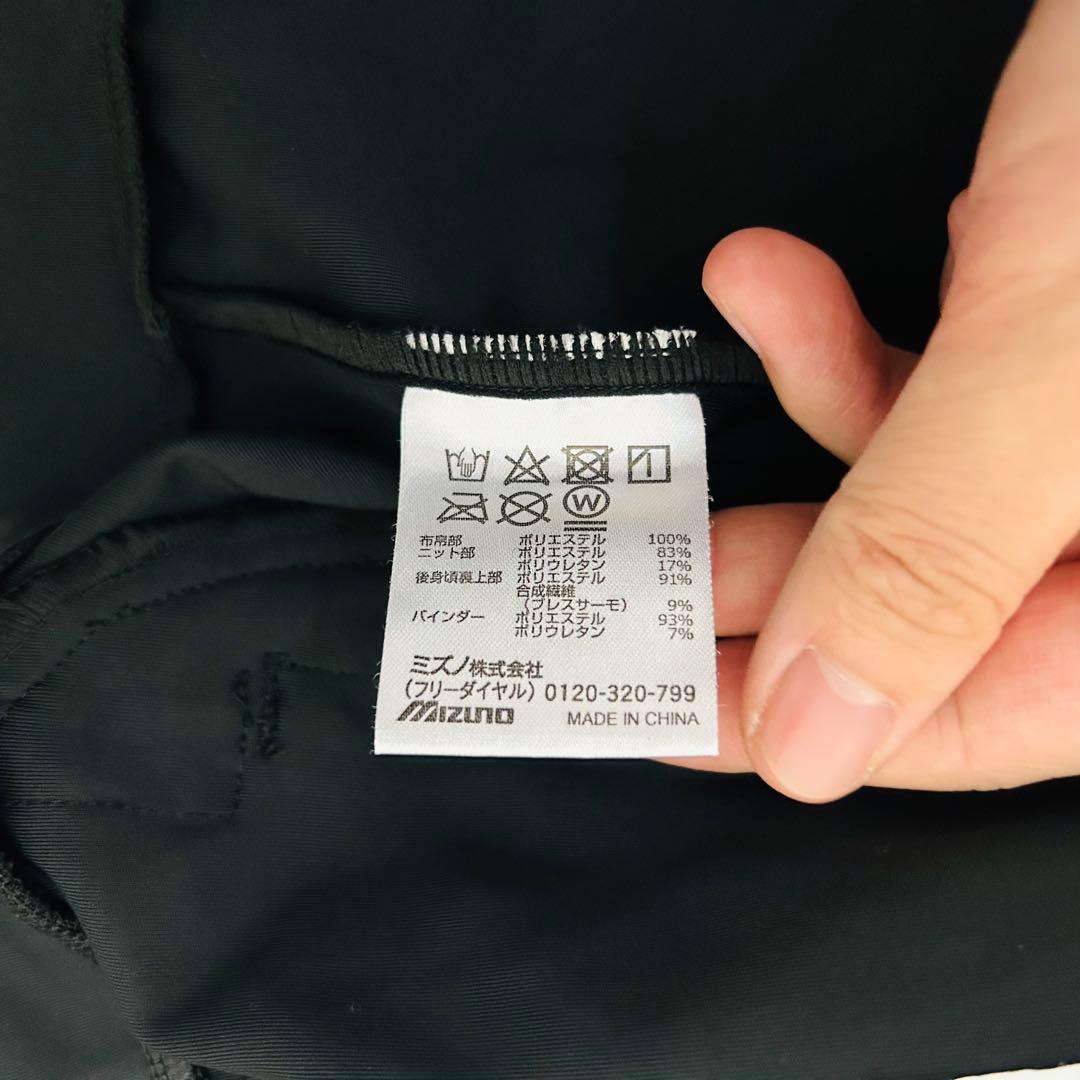 W
布帛部 ポリエステル 100%
ニット部 ポリエステル 83%
ポリウレタン 17%
後身頃裏上部 ポリエステル 91%
合成繊維
(ブレスサーモ) 9%
バインダー ポリエステル 93%
ポリウレタン 7%
ミズノ株式会社
(フリーダイヤル) 0120-320-799
MIZUNO MADE IN CHINA